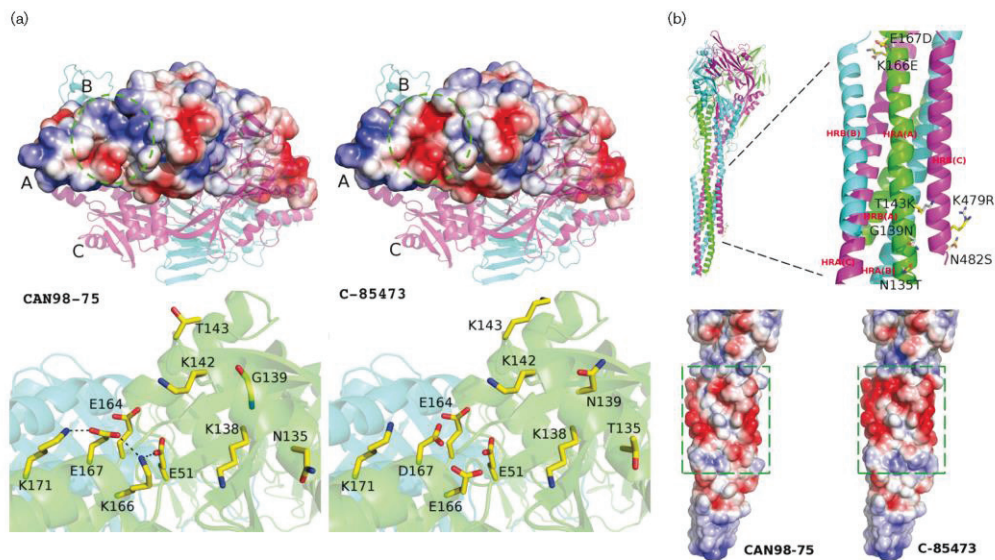 (a)
B
A
C
CAN98-75
B
A
C-85473
T143
K142
G139
E164
K138
N135
E167
E51
K171
K166
K143
K142
N139
E164
K138
T135
D167
E51
K171
E166
(b)
E167D
K166E
HRB(B)
HRA(A)
HRB(C)
T143K
K479R
HRB(A)
G139N
N482S
HRA(C)
HRA(B)
N135T
CAN98-75
C-85473